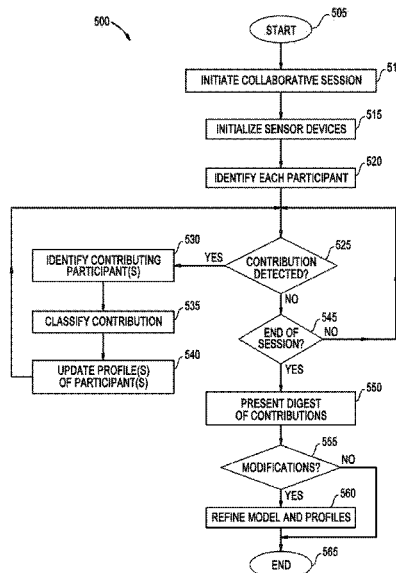 500
START
505
INITIATE COLLABORATIVE SESSION
INITIALIZE SENSOR DEVICES
515
IDENTIFY EACH PARTICIPANT
520
CONTRIBUTION
DETECTED?
525
YES
NO
IDENTIFY CONTRIBUTING
PARTICIPANT(S)
530
CLASSIFY CONTRIBUTION
535
UPDATE PROFILE(S)
OF PARTICIPANT(S)
540
END OF
SESSION?
545
NO
YES
PRESENT DIGEST
OF CONTRIBUTIONS
550
MODIFICATIONS?
555
NO
YES
REFINE MODEL AND PROFILES
560
END
565